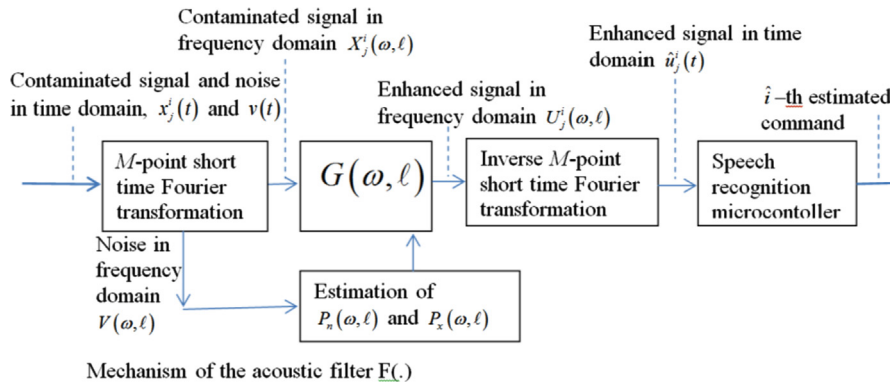 Contaminated signal in
frequency domain X_j^i(ω,ℓ)
Contaminated signal and noise
in time domain, x_j^i(t) and v(t)
Enhanced signal in
frequency domain U_j^i(ω,ℓ)
Enhanced signal in time
domain û_j^i(t)
î –th estimated
command
M-point short
time Fourier
transformation
G(ω,ℓ)
Inverse M-point
short time Fourier
transformation
Speech
recognition
microcontoller
Noise in
frequency
domain
V(ω,ℓ)
Estimation of
P_n(ω,ℓ) and P_x(ω,ℓ)
Mechanism of the acoustic filter F(.)